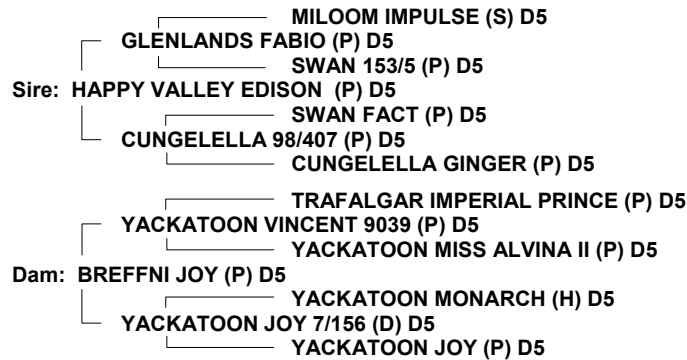 MILOOM IMPULSE (S) D5
GLENLANDS FABIO (P) D5
SWAN 153/5 (P) D5
Sire: HAPPY VALLEY EDISON (P) D5
SWAN FACT (P) D5
CUNGELELLA 98/407 (P) D5
CUNGELELLA GINGER (P) D5
TRAFALGAR IMPERIAL PRINCE (P) D5
YACKATOON VINCENT 9039 (P) D5
YACKATOON MISS ALVINA II (P) D5
Dam: BREFFNI JOY (P) D5
YACKATOON MONARCH (H) D5
YACKATOON JOY 7/156 (D) D5
YACKATOON JOY (P) D5